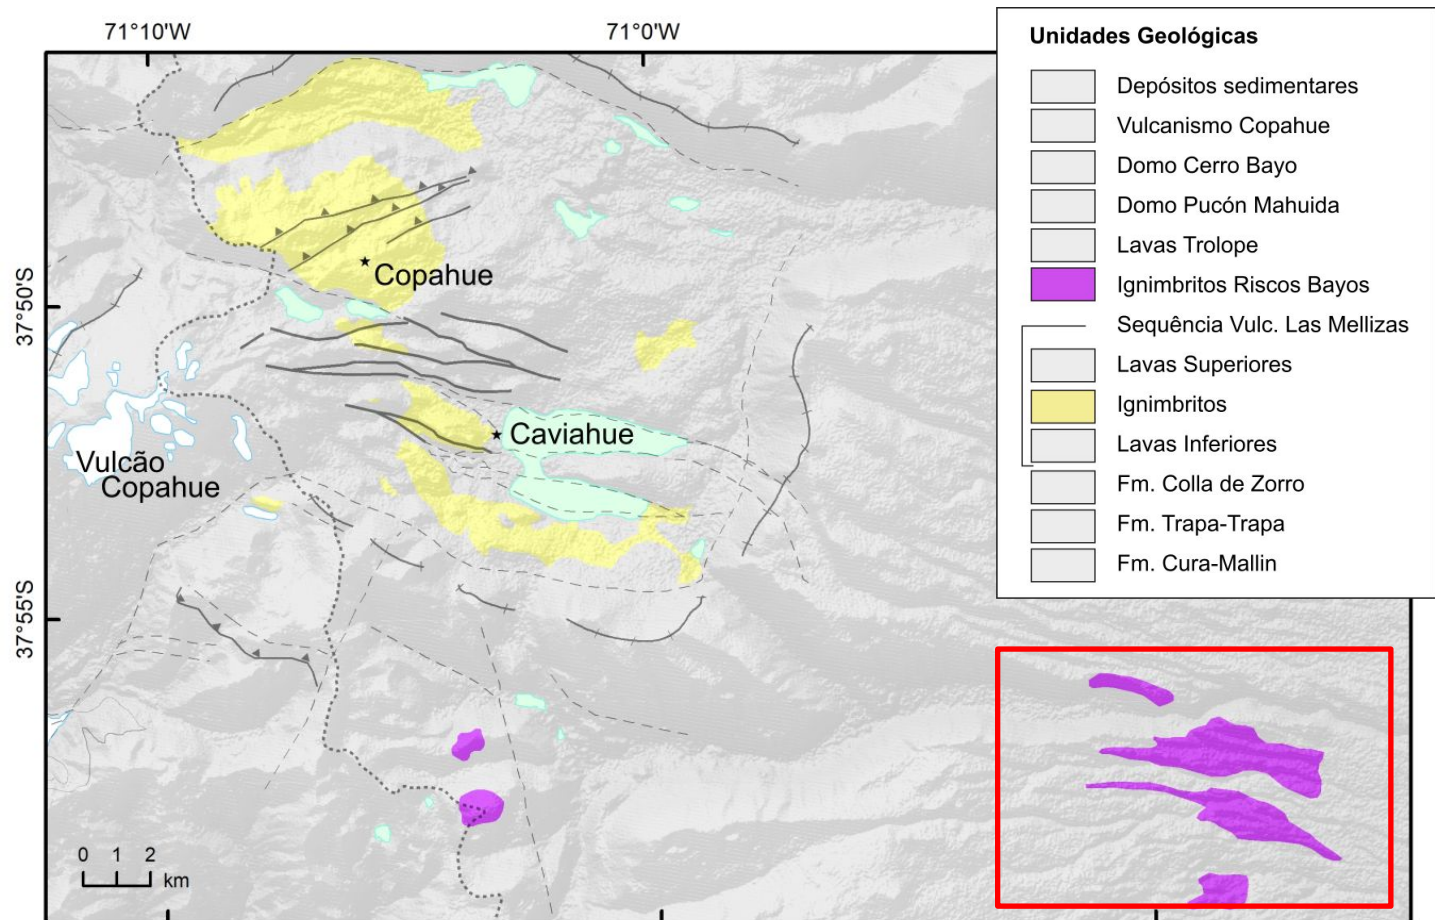 71°10'W
71°0'W
Unidades Geológicas
Depósitos sedimentares
Vulcanismo Copahue
Domo Cerro Bayo
Domo Pucón Mahuida
Lavas Trolope
Ignimbritos Riscos Bayos
Sequência Vulc. Las Mellizas
Lavas Superiores
Ignimbritos
Lavas Inferiores
Fm. Colla de Zorro
Fm. Trapa-Trapa
Fm. Cura-Mallin
Copahue
37°50'S
Caviahue
Vulcão
Copahue
37°55'S
0 1 2
km